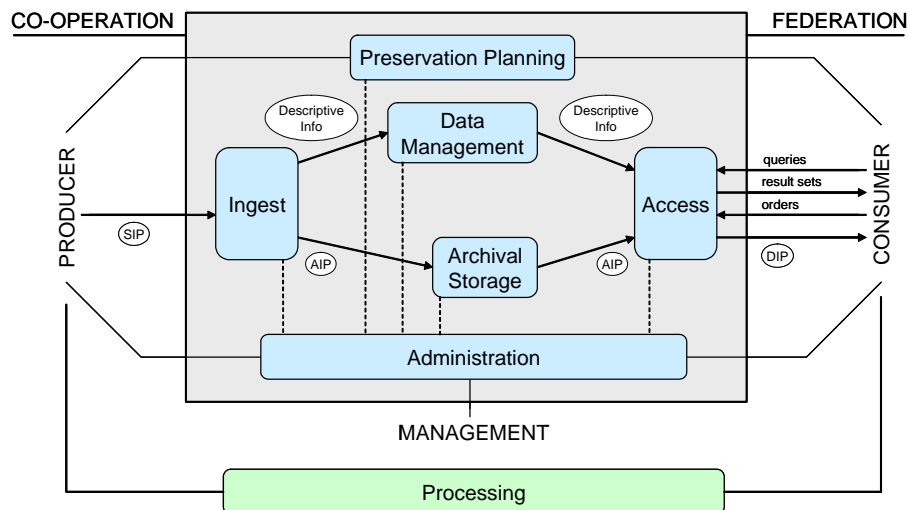 CO-OPERATION
FEDERATION
Preservation Planning
Descriptive
Info
Data
Management
Descriptive
Info
PRODUCER
SIP
Ingest
AIP
Archival
Storage
AIP
Access
queries
result sets
orders
DIP
CONSUMER
Administration
MANAGEMENT
Processing